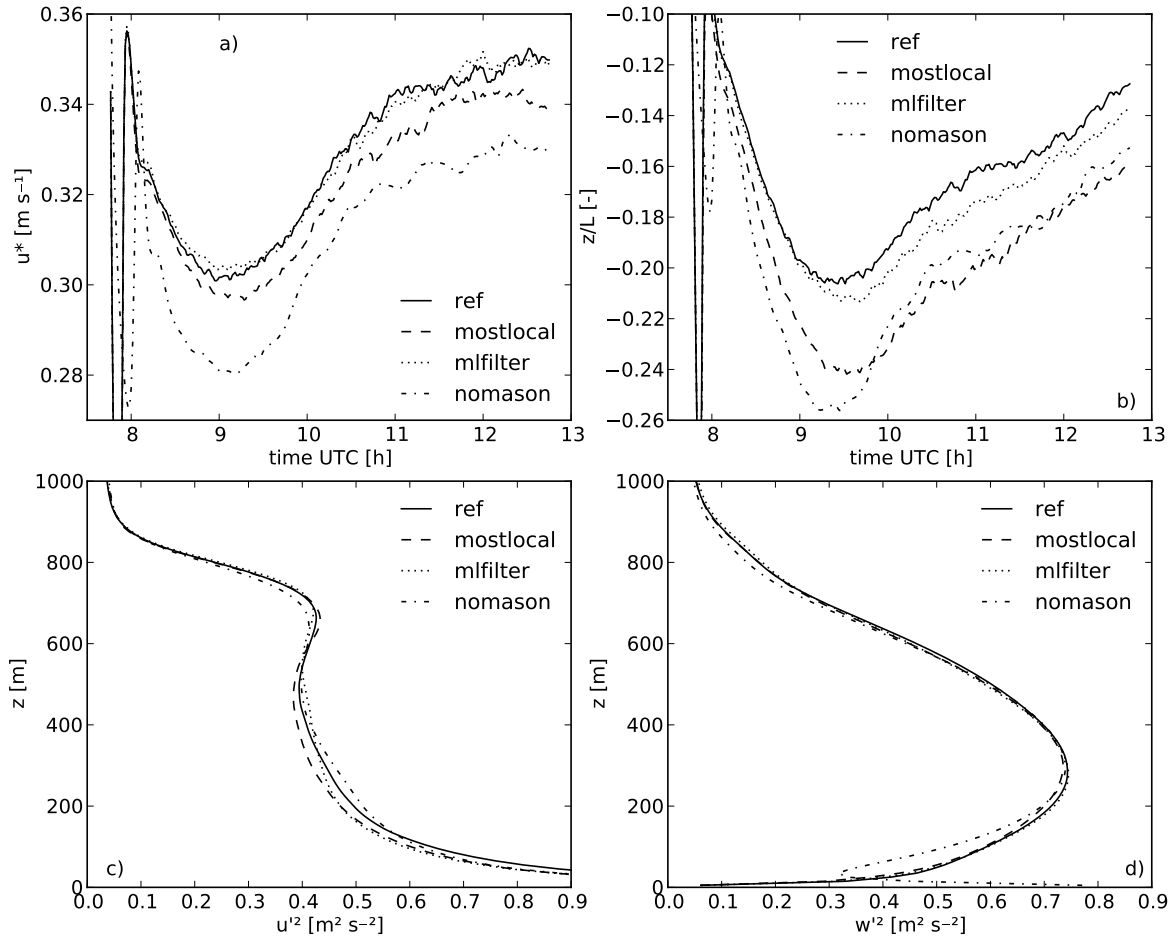 0.36
0.34
0.32
0.30
0.28
u* [m s⁻¹]
a)
ref
mostlocal
mlfilter
nomason
8 9 10 11 12 13
time UTC [h]
−0.10
−0.12
−0.14
−0.16
−0.18
−0.20
−0.22
−0.24
−0.26
z/L [-]
ref
mostlocal
mlfilter
nomason
b)
8 9 10 11 12 13
time UTC [h]
1000
800
600
400
200
0
z [m]
ref
mostlocal
mlfilter
nomason
c)
0.0 0.1 0.2 0.3 0.4 0.5 0.6 0.7 0.8 0.9
u'² [m² s⁻²]
1000
800
600
400
200
0
z [m]
ref
mostlocal
mlfilter
nomason
d)
0.0 0.1 0.2 0.3 0.4 0.5 0.6 0.7 0.8 0.9
w'² [m² s⁻²]